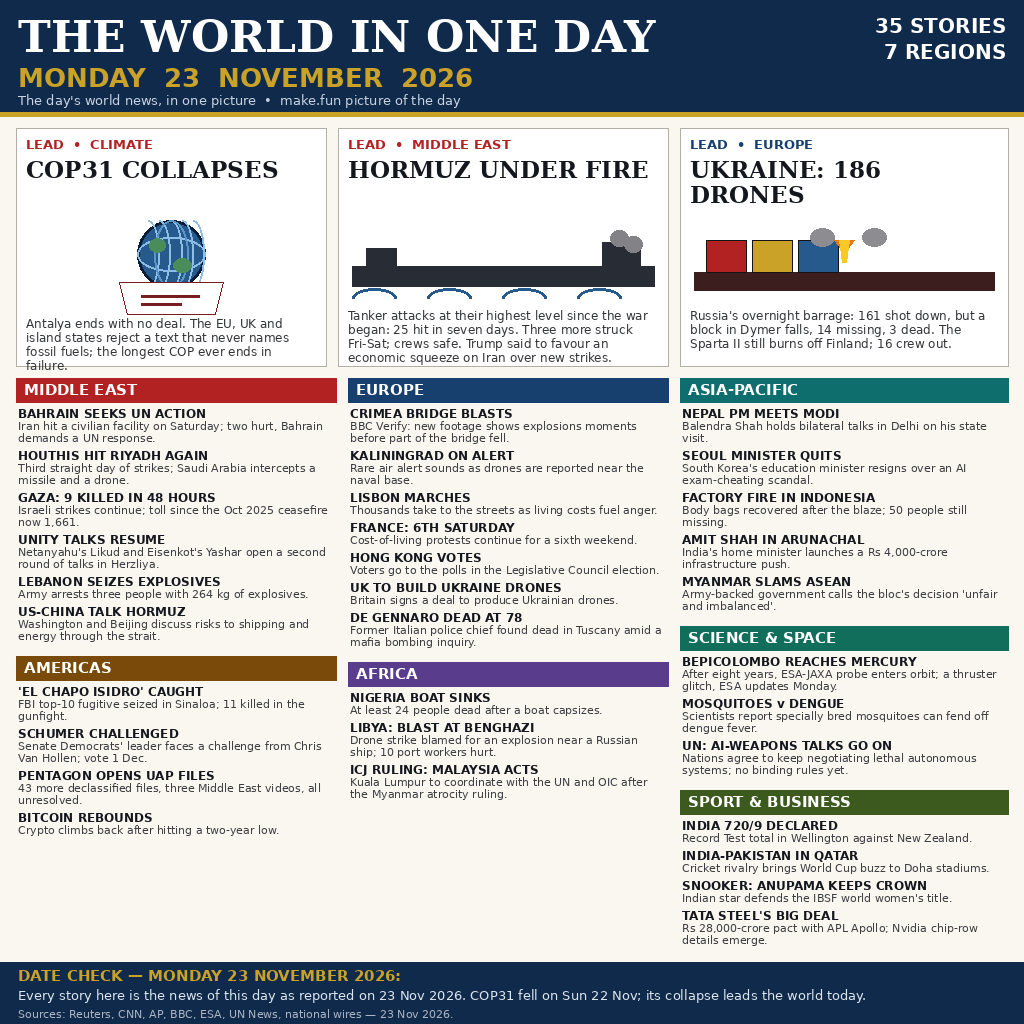 THE WORLD IN ONE DAY
MONDAY 23 NOVEMBER 2026
The day's world news, in one picture • make.fun picture of the day
35 STORIES
7 REGIONS
LEAD • CLIMATE
COP31 COLLAPSES
Antalya ends with no deal. The EU, UK and
island states reject a text that never names
fossil fuels; the longest COP ever ends in
failure.
LEAD • MIDDLE EAST
HORMUZ UNDER FIRE
Tanker attacks at their highest level since the war
began: 25 hit in seven days. Three more struck
Fri-Sat; crews safe. Trump said to favour an
economic squeeze on Iran over new strikes.
LEAD • EUROPE
UKRAINE: 186
DRONES
Russia's overnight barrage: 161 shot down, but a
block in Dymer falls, 14 missing, 3 dead. The
Sparta II still burns off Finland; 16 crew out.
MIDDLE EAST
BAHRAIN SEEKS UN ACTION
Iran hit a civilian facility on Saturday; two hurt, Bahrain
demands a UN response.
HOUTHIS HIT RIYADH AGAIN
Third straight day of strikes; Saudi Arabia intercepts a
missile and a drone.
GAZA: 9 KILLED IN 48 HOURS
Israeli strikes continue; toll since the Oct 2025 ceasefire
now 1,661.
UNITY TALKS RESUME
Netanyahu's Likud and Eisenkot's Yashar open a second
round of talks in Herzliya.
LEBANON SEIZES EXPLOSIVES
Army arrests three people with 264 kg of explosives.
US-CHINA TALK HORMUZ
Washington and Beijing discuss risks to shipping and
energy through the strait.
AMERICAS
'EL CHAPO ISIDRO' CAUGHT
FBI top-10 fugitive seized in Sinaloa; 11 killed in the
gunfight.
SCHUMER CHALLENGED
Senate Democrats' leader faces a challenge from Chris
Van Hollen; vote 1 Dec.
PENTAGON OPENS UAP FILES
43 more declassified files, three Middle East videos, all
unresolved.
BITCOIN REBOUNDS
Crypto climbs back after hitting a two-year low.
EUROPE
CRIMEA BRIDGE BLASTS
BBC Verify: new footage shows explosions moments
before part of the bridge fell.
KALININGRAD ON ALERT
Rare air alert sounds as drones are reported near the
naval base.
LISBON MARCHES
Thousands take to the streets as living costs fuel anger.
FRANCE: 6TH SATURDAY
Cost-of-living protests continue for a sixth weekend.
HONG KONG VOTES
Voters go to the polls in the Legislative Council election.
UK TO BUILD UKRAINE DRONES
Britain signs a deal to produce Ukrainian drones.
DE GENNARO DEAD AT 78
Former Italian police chief found dead in Tuscany amid a
mafia bombing inquiry.
AFRICA
NIGERIA BOAT SINKS
At least 24 people dead after a boat capsizes.
LIBYA: BLAST AT BENGHAZI
Drone strike blamed for an explosion near a Russian
ship; 10 port workers hurt.
ICJ RULING: MALAYSIA ACTS
Kuala Lumpur to coordinate with the UN and OIC after
the Myanmar atrocity ruling.
ASIA-PACIFIC
NEPAL PM MEETS MODI
Balendra Shah holds bilateral talks in Delhi on his state
visit.
SEOUL MINISTER QUITS
South Korea's education minister resigns over an AI
exam-cheating scandal.
FACTORY FIRE IN INDONESIA
Body bags recovered after the blaze; 50 people still
missing.
AMIT SHAH IN ARUNACHAL
India's home minister launches a Rs 4,000-crore
infrastructure push.
MYANMAR SLAMS ASEAN
Army-backed government calls the bloc's decision 'unfair
and imbalanced'.
SCIENCE & SPACE
BEPICOLOMBO REACHES MERCURY
After eight years, ESA-JAXA probe enters orbit; a thruster
glitch, ESA updates Monday.
MOSQUITOES v DENGUE
Scientists report specially bred mosquitoes can fend off
dengue fever.
UN: AI-WEAPONS TALKS GO ON
Nations agree to keep negotiating lethal autonomous
systems; no binding rules yet.
SPORT & BUSINESS
INDIA 720/9 DECLARED
Record Test total in Wellington against New Zealand.
INDIA-PAKISTAN IN QATAR
Cricket rivalry brings World Cup buzz to Doha stadiums.
SNOOKER: ANUPAMA KEEPS CROWN
Indian star defends the IBSF world women's title.
TATA STEEL'S BIG DEAL
Rs 28,000-crore pact with APL Apollo; Nvidia chip-row
details emerge.
DATE CHECK — MONDAY 23 NOVEMBER 2026:
Every story here is the news of this day as reported on 23 Nov 2026. COP31 fell on Sun 22 Nov; its collapse leads the world today.
Sources: Reuters, CNN, AP, BBC, ESA, UN News, national wires — 23 Nov 2026.